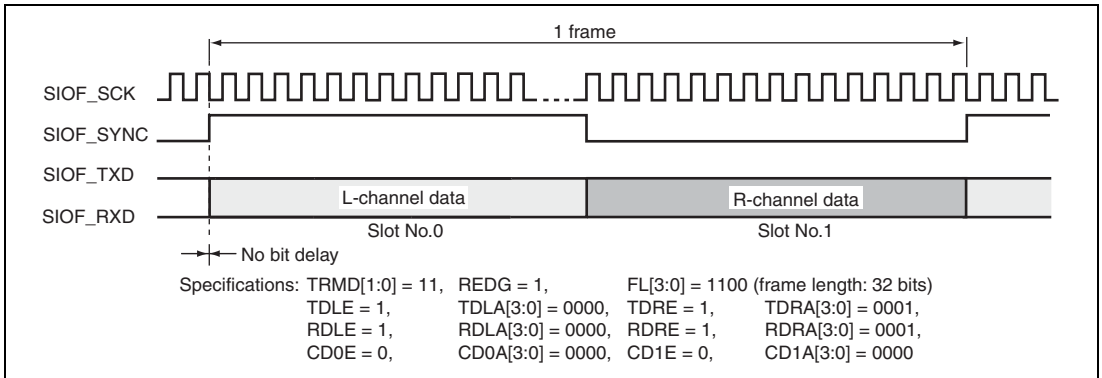 1 frame
SIOF_SCK
SIOF_SYNC
SIOF_TXD
L-channel data R-channel data
SIOF_RXD
Slot No.0 Slot No.1
No bit delay
Specifications: TRMD[1:0] = 11, REDG = 1, FL[3:0] = 1100 (frame length: 32 bits)
TDLE = 1, TDLA[3:0] = 0000, TDRE = 1, TDRA[3:0] = 0001,
RDLE = 1, RDLA[3:0] = 0000, RDRE = 1, RDRA[3:0] = 0001,
CD0E = 0, CD0A[3:0] = 0000, CD1E = 0, CD1A[3:0] = 0000